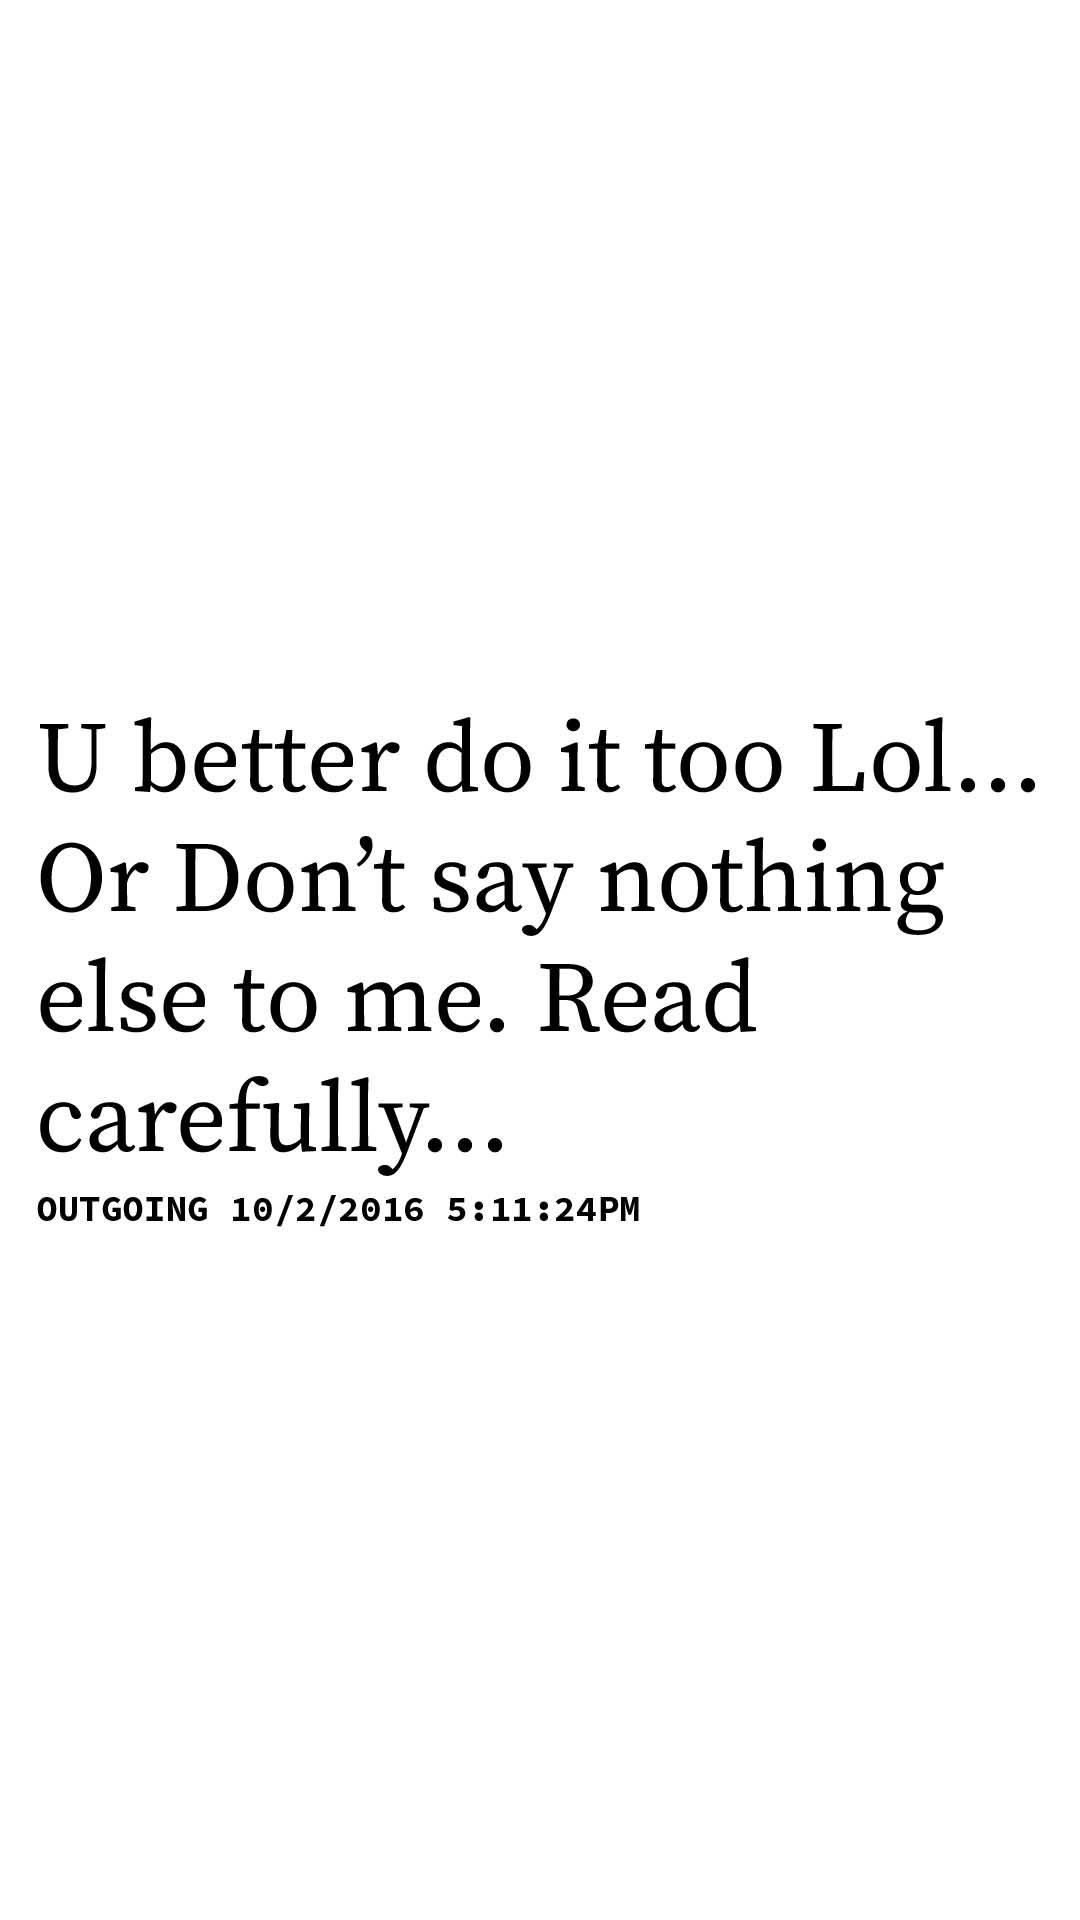 U better do it too Lol...
Or Don’t say nothing
else to me. Read
carefully...
OUTGOING 10/2/2016 5:11:24PM